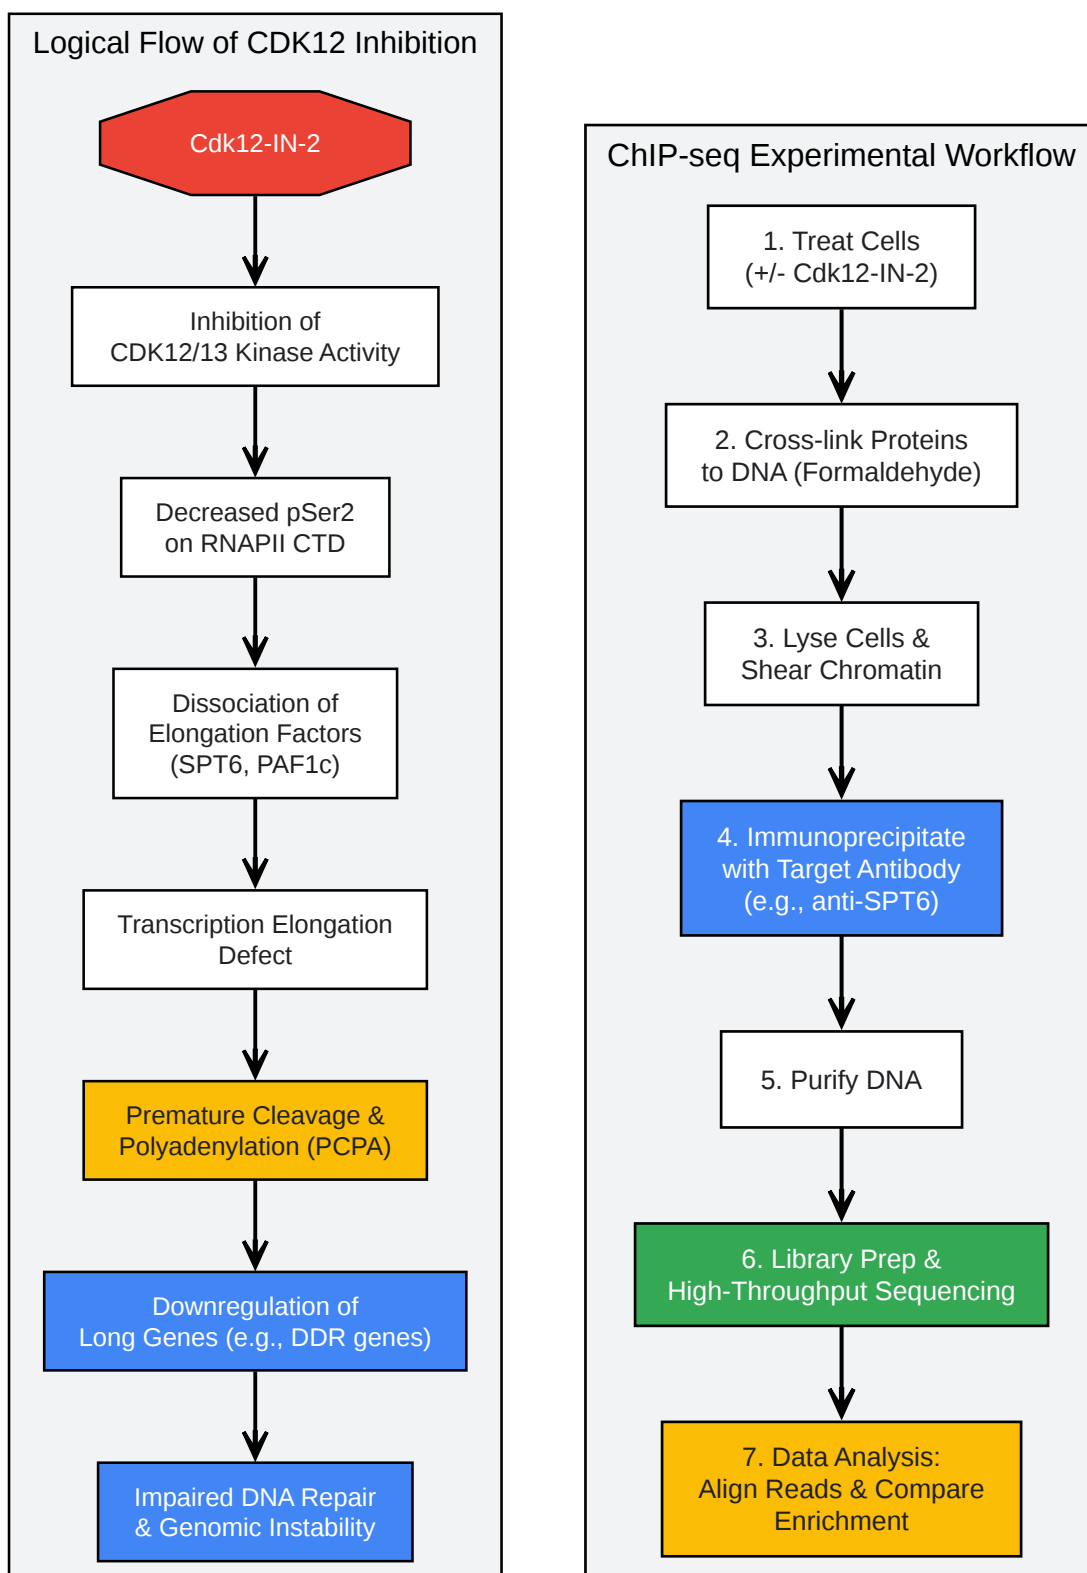 Logical Flow of CDK12 Inhibition
Cdk12-IN-2
Inhibition of
CDK12/13 Kinase Activity
Decreased pSer2
on RNAPII CTD
Dissociation of
Elongation Factors
(SPT6, PAF1c)
Transcription Elongation
Defect
Premature Cleavage &
Polyadenylation (PCPA)
Downregulation of
Long Genes (e.g., DDR genes)
Impaired DNA Repair
& Genomic Instability
ChIP-seq Experimental Workflow
1. Treat Cells
(+/- Cdk12-IN-2)
2. Cross-link Proteins
to DNA (Formaldehyde)
3. Lyse Cells &
Shear Chromatin
4. Immunoprecipitate
with Target Antibody
(e.g., anti-SPT6)
5. Purify DNA
6. Library Prep &
High-Throughput Sequencing
7. Data Analysis:
Align Reads & Compare
Enrichment